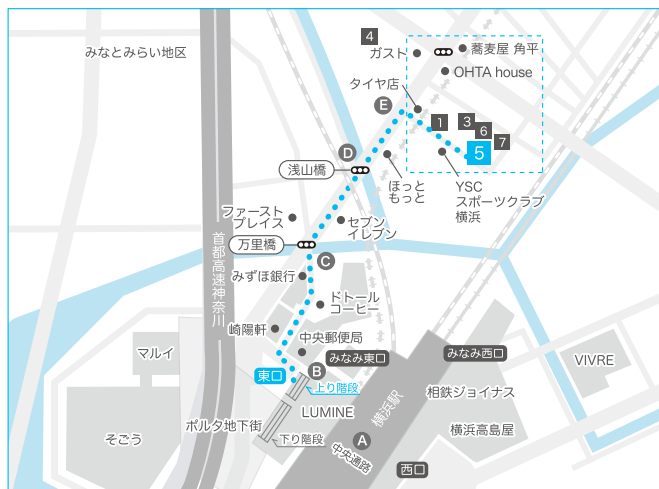 みなとみらい地区
4
ガスト
蕎麦屋 角平
OHTA house
タイヤ店
E
1
3
6
7
5
D
浅山橋
ほっと
もっと
YSC
スポーツクラブ
横浜
ファースト
プレイス
セブン
イレブン
万里橋
首都高速神奈川
C
みずほ銀行
ドトール
コーヒー
崎陽軒
中央郵便局
マルイ
みなみ東口
みなみ西口
VIVRE
東口
B
上り階段
横浜駅
相鉄ジョイナス
LUMINE
ポルタ地下街
そごう
下り階段
A
中央通路
横浜高島屋
西口